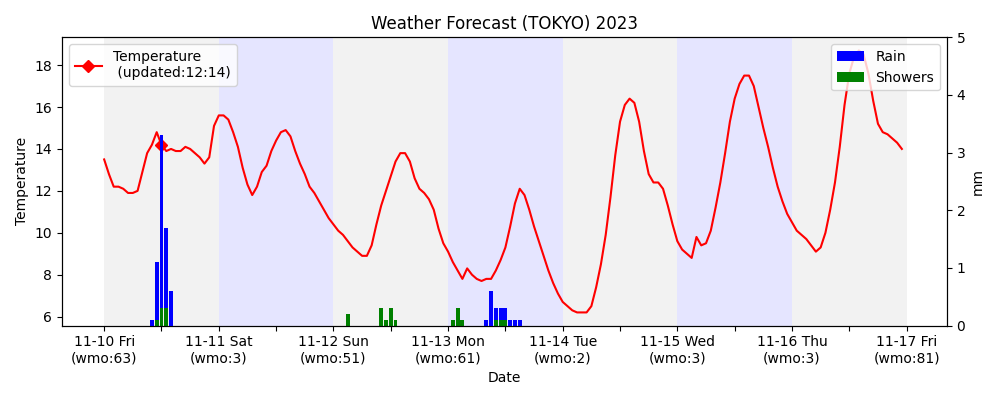 Weather Forecast (TOKYO) 2023
Temperature
(updated:12:14)
Rain
Showers
Temperature
18
16
14
12
10
8
6
5
4
3
2
1
0
mm
11-10 Fri
(wmo:63)
11-11 Sat
(wmo:3)
11-12 Sun
(wmo:51)
11-13 Mon
(wmo:61)
11-14 Tue
(wmo:2)
11-15 Wed
(wmo:3)
11-16 Thu
(wmo:3)
11-17 Fri
(wmo:81)
Date